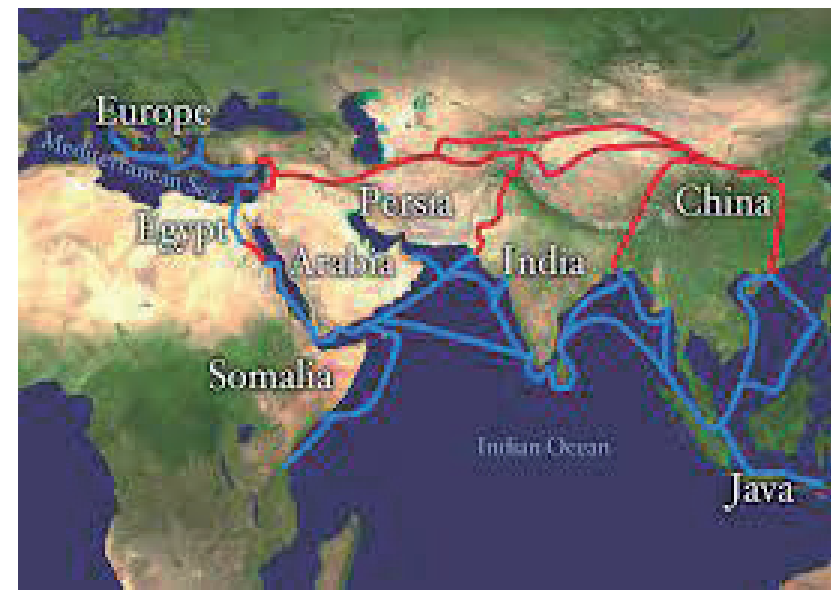 Europe
Mediterranean Sea
Persia
China
Egypt
Arabia
India
Somalia
Indian Ocean
Java